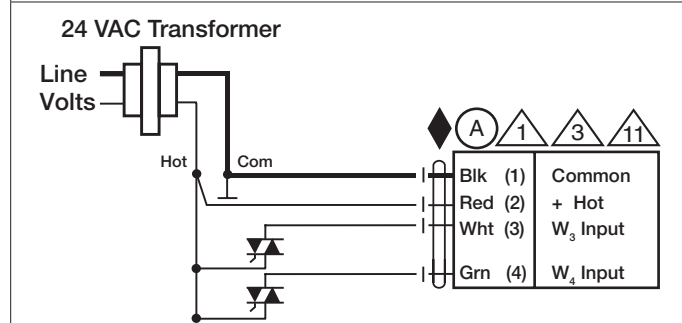 24 VAC Transformer
Line
Volts
Hot
Com
A 1 3 11
Blk (1) Common
Red (2) + Hot
Wht (3) W₃ Input
Grn (4) W₄ Input